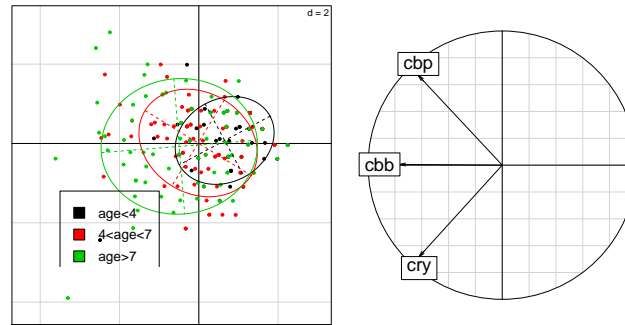 d = 2
age<4
4<age<7
age>7
cbp
cbb
cry